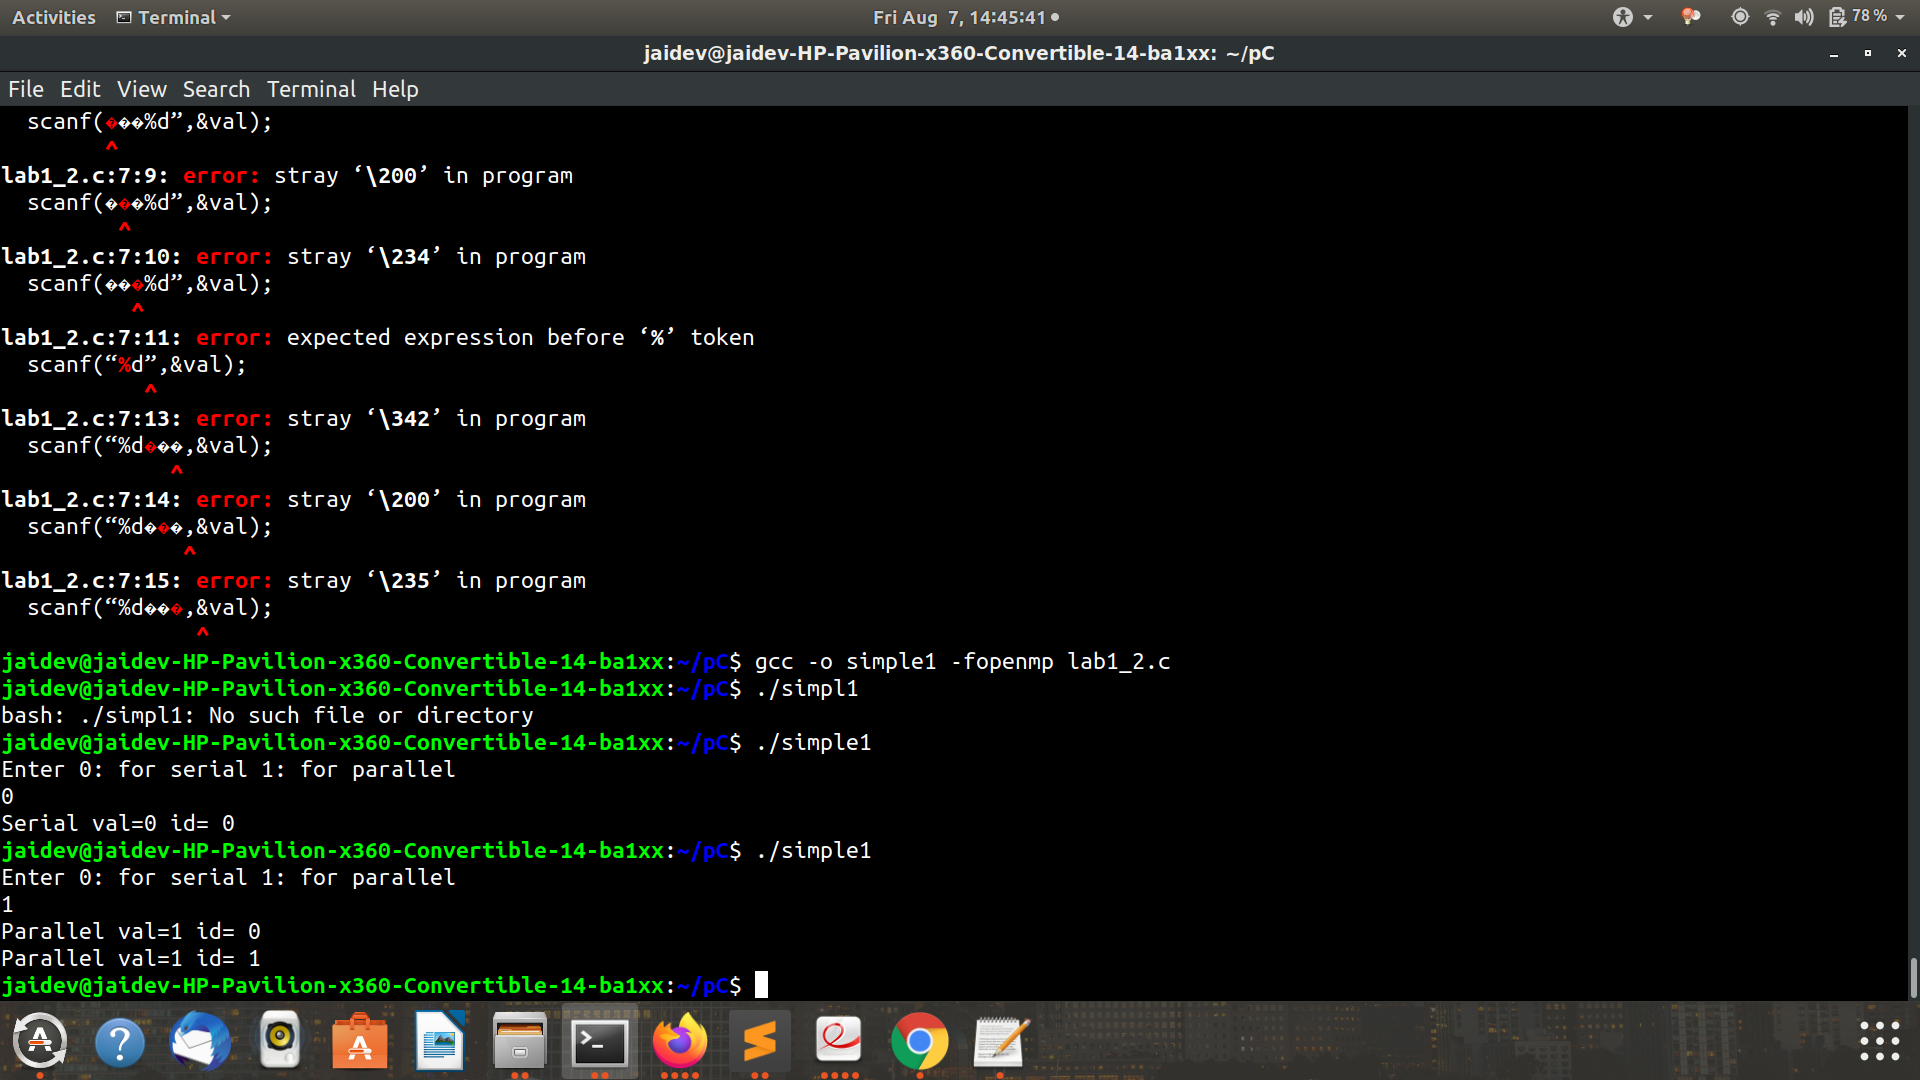 Activities Terminal Fri Aug 7, 14:45:41 78 %
jaidev@jaidev-HP-Pavilion-x360-Convertible-14-ba1xx: ~/pC
File Edit View Search Terminal Help
scanf(���%d”,&val);
^
lab1_2.c:7:9: error: stray ‘\200’ in program
scanf(���%d”,&val);
^
lab1_2.c:7:10: error: stray ‘\234’ in program
scanf(���%d”,&val);
^
lab1_2.c:7:11: error: expected expression before ‘%’ token
scanf(“%d”,&val);
^
lab1_2.c:7:13: error: stray ‘\342’ in program
scanf(“%d���,&val);
^
lab1_2.c:7:14: error: stray ‘\200’ in program
scanf(“%d���,&val);
^
lab1_2.c:7:15: error: stray ‘\235’ in program
scanf(“%d���,&val);
^
jaidev@jaidev-HP-Pavilion-x360-Convertible-14-ba1xx:~/pC$ gcc -o simple1 -fopenmp lab1_2.c
jaidev@jaidev-HP-Pavilion-x360-Convertible-14-ba1xx:~/pC$ ./simpl1
bash: ./simpl1: No such file or directory
jaidev@jaidev-HP-Pavilion-x360-Convertible-14-ba1xx:~/pC$ ./simple1
Enter 0: for serial 1: for parallel
0
Serial val=0 id= 0
jaidev@jaidev-HP-Pavilion-x360-Convertible-14-ba1xx:~/pC$ ./simple1
Enter 0: for serial 1: for parallel
1
Parallel val=1 id= 0
Parallel val=1 id= 1
jaidev@jaidev-HP-Pavilion-x360-Convertible-14-ba1xx:~/pC$